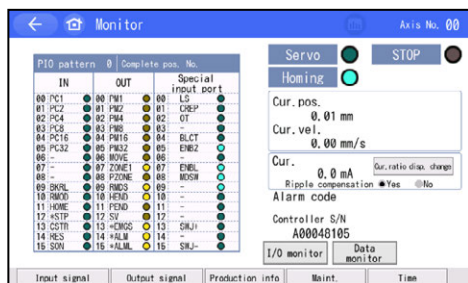 Monitor
Axis No. 00
PIO pattern 0 Complete pos. No.
IN OUT Special input port
00 PC1 00 PM1 00 LS
01 PC2 01 PM2 01 CREP
02 PC4 02 PM4 02 OT
03 PC8 03 PM8 03 -
04 PC16 04 PM16 04 BLCT
05 PC32 05 PM32 05 ENB2
06 - 06 MOVE 06 -
07 - 07 ZONE1 07 ENBL
08 - 08 PZONE 08 MDSW
09 BKRL 09 RMDS 09 -
10 RMOD 10 HEND 10 -
11 HOME 11 PEND 11 -
12 *STP 12 SV 12 -
13 CSTR 13 *EMGS 13 SWJ+
14 RES 14 *ALM 14 -
15 SON 15 *ALML 15 SWJ-
Servo STOP
Homing
Cur. pos.
0.01 mm
Cur. vel.
0.00 mm/s
Cur. Cur. ratio disp. change
0.0 mA
Ripple compensation Yes No
Alarm code
Controller S/N
A00048105
I/O monitor Data monitor
Input signal Output signal Production info Maint. Time